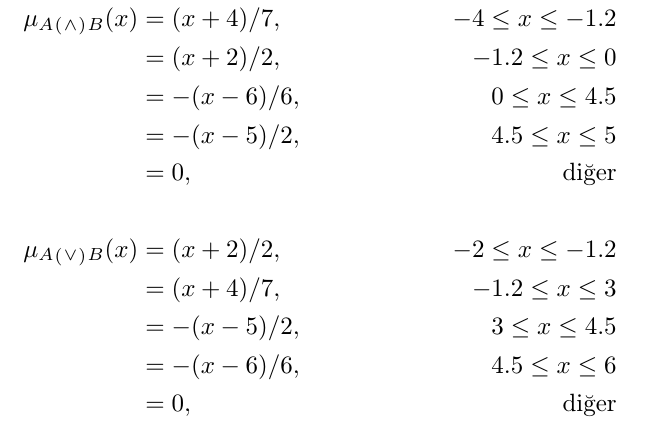 μA(∧)B(x) = (x + 4)/7, −4 ≤ x ≤ −1.2
= (x + 2)/2, −1.2 ≤ x ≤ 0
= −(x − 6)/6, 0 ≤ x ≤ 4.5
= −(x − 5)/2, 4.5 ≤ x ≤ 5
= 0, diğer
μA(∨)B(x) = (x + 2)/2, −2 ≤ x ≤ −1.2
= (x + 4)/7, −1.2 ≤ x ≤ 3
= −(x − 5)/2, 3 ≤ x ≤ 4.5
= −(x − 6)/6, 4.5 ≤ x ≤ 6
= 0, diğer